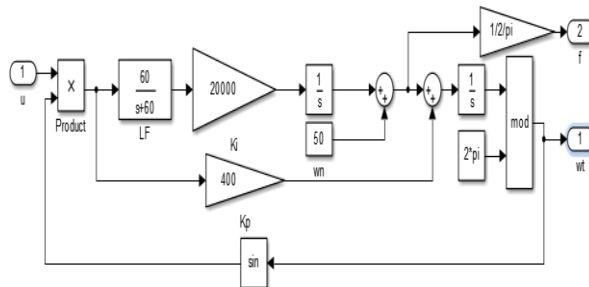 1
u
×
Product
60
s+60
LF
20000
Ki
400
Kp
1
s
50
wn
+
+
+
+
1
s
2*pi
mod
1/2/pi
2
f
1
wt
sin